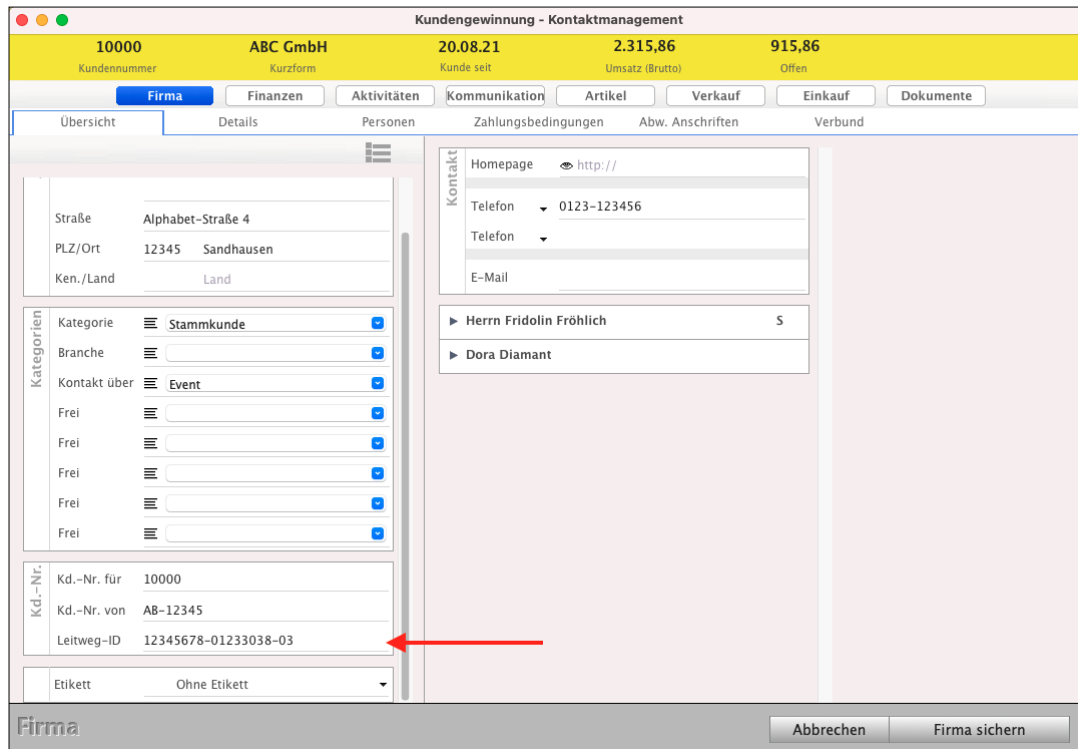 Kundengewinnung - Kontaktmanagement
10000 ABC GmbH 20.08.21 2.315,86 915,86
Kundennummer Kurzform Kunde seit Umsatz (Brutto) Offen
Firma Finanzen Aktivitäten Kommunikation Artikel Verkauf Einkauf Dokumente
Übersicht Details Personen Zahlungsbedingungen Abw. Anschriften Verbund
Straße Alphabet-Straße 4
PLZ/Ort 12345 Sandhausen
Ken./Land Land
Kategorien
Kategorie Stammkunde
Branche
Kontakt über Event
Frei
Frei
Frei
Frei
Frei
Kd.-Nr.
Kd.-Nr. für 10000
Kd.-Nr. von AB-12345
Leitweg-ID 12345678-01233038-03
Etikett Ohne Etikett
Kontakt
Homepage http://
Telefon 0123-123456
Telefon
E-Mail
Herrn Fridolin Fröhlich S
Dora Diamant
Firma Abbrechen Firma sichern